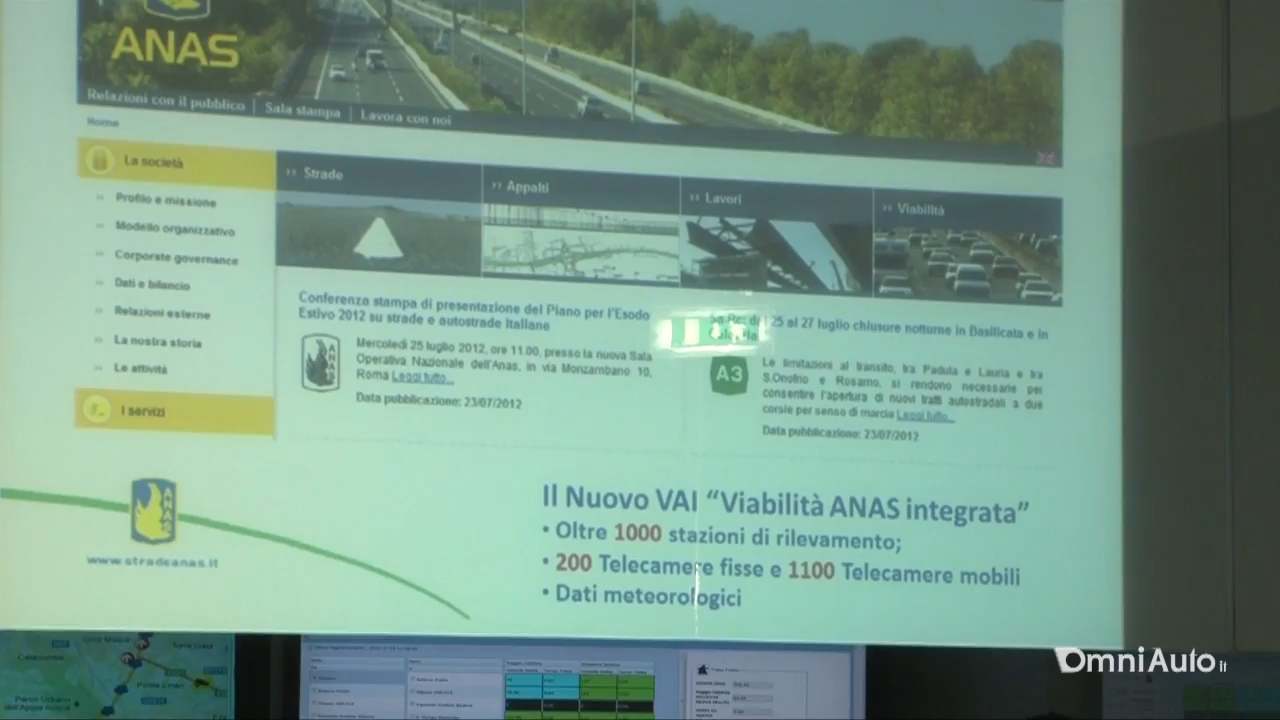 ANAS
Relazioni con il pubblico | Sala stampa | Lavora con noi
Home
La società
Profilo e missione
Modello organizzativo
Corporate governance
Dati e bilancio
Relazioni esterne
La nostra storia
Le attività
I servizi
›› Strade
›› Appalti
›› Lavori
›› Viabilità
Conferenza stampa di presentazione del Piano per l'Esodo
Estivo 2012 su strade e autostrade Italiane
ANAS
Mercoledì 25 luglio 2012, ore 11.00, presso la nuova Sala
Operativa Nazionale dell'Anas, in via Monzambano 10,
Roma Leggi tutto...
Data pubblicazione: 23/07/2012
25 al 27 luglio chiusure notturne in Basilicata e in
A3
Le limitazioni al transito, tra Padula e Lauria e tra
S.Onofrio e Rosarno, si rendono necessarie per
consentire l'apertura di nuovi tratti autostradali a due
corsie per senso di marcia Leggi tutto...
Data pubblicazione: 23/07/2012
ANAS
www.stradeanas.it
Il Nuovo VAI “Viabilità ANAS integrata”
• Oltre 1000 stazioni di rilevamento;
• 200 Telecamere fisse e 1100 Telecamere mobili
• Dati meteorologici
Ponte Linari
Parco Urbano
OmniAuto.it